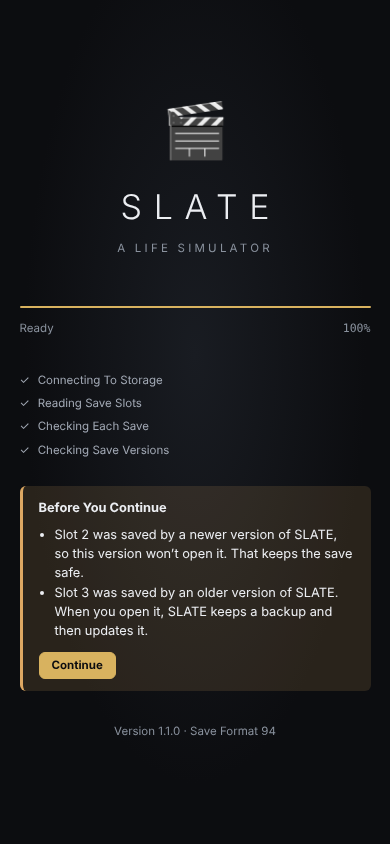 SLATE
A LIFE SIMULATOR
Ready 100%
✓ Connecting To Storage
✓ Reading Save Slots
✓ Checking Each Save
✓ Checking Save Versions
Before You Continue
• Slot 2 was saved by a newer version of SLATE,
so this version won’t open it. That keeps the save
safe.
• Slot 3 was saved by an older version of SLATE.
When you open it, SLATE keeps a backup and
then updates it.
Continue
Version 1.1.0 · Save Format 94